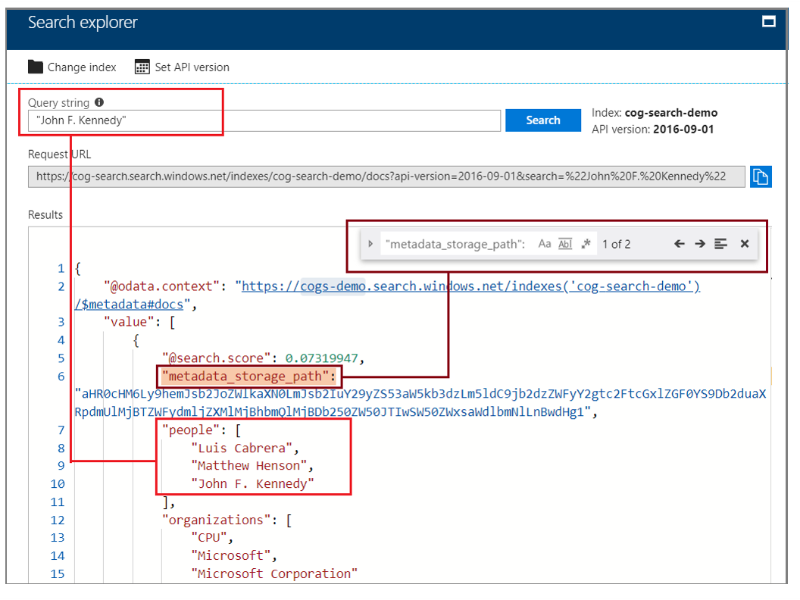 Search explorer
Change index Set API version
Query string
"John F. Kennedy"
Search
Index: cog-search-demo
API version: 2016-09-01
Request URL
https://cog-search.search.windows.net/indexes/cog-search-demo/docs?api-version=2016-09-01&search=%22John%20F.%20Kennedy%22
Results
"metadata_storage_path": Aa Abl .* 1 of 2
1 {
2 "@odata.context": "https://cogs-demo.search.windows.net/indexes('cog-search-demo')
/$metadata#docs",
3 "value": [
4 {
5 "@search.score": 0.07319947,
6 "metadata_storage_path":
7 "people": [
8 "Luis Cabrera",
9 "Matthew Henson",
10 "John F. Kennedy"
11 ],
12 "organizations": [
13 "CPU",
14 "Microsoft",
15 "Microsoft Corporation"